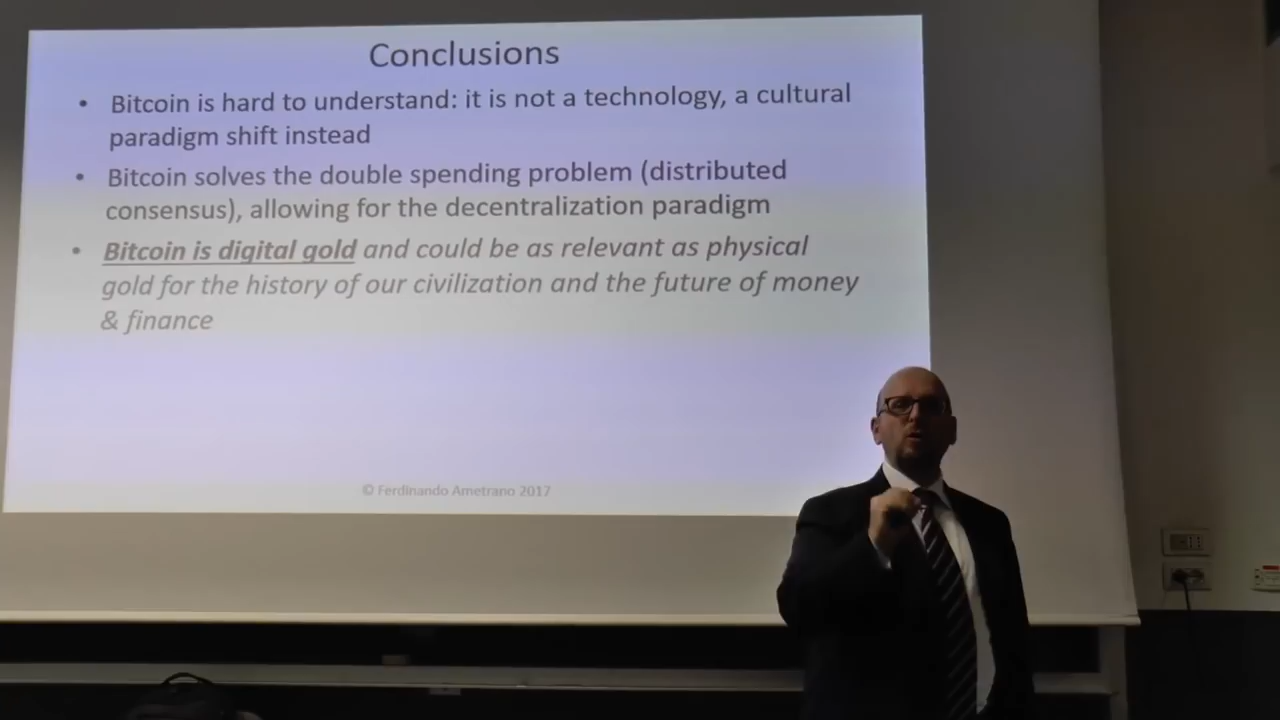 Conclusions
• Bitcoin is hard to understand: it is not a technology, a cultural
paradigm shift instead
• Bitcoin solves the double spending problem (distributed
consensus), allowing for the decentralization paradigm
• Bitcoin is digital gold and could be as relevant as physical
gold for the history of our civilization and the future of money
& finance
© Ferdinando Ametrano 2017